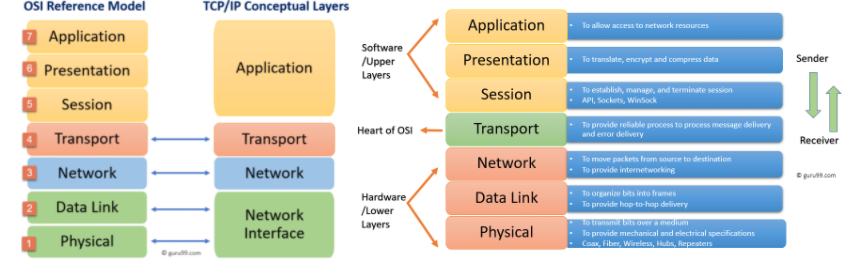 OSI Reference Model
TCP/IP Conceptual Layers
7 Application
6 Presentation
5 Session
4 Transport
3 Network
2 Data Link
1 Physical
Application
Transport
Network
Network
Interface
© guru99.com
Software
/Upper
Layers
Heart of OSI
Hardware
/Lower
Layers
Application
• To allow access to network resources
Presentation
• To translate, encrypt and compress data
Session
• To establish, manage, and terminate session
• API, Sockets, WinSock
Transport
• To provide reliable process to process message delivery
and error delivery
Network
• To move packets from source to destination
• To provide internetworking
Data Link
• To organize bits into frames
• To provide hop-to-hop delivery
Physical
• To transmit bits over a medium
• To provide mechanical and electrical specifications
• Coax, Fiber, Wireless, Hubs, Repeaters
Sender
Receiver
© guru99.com